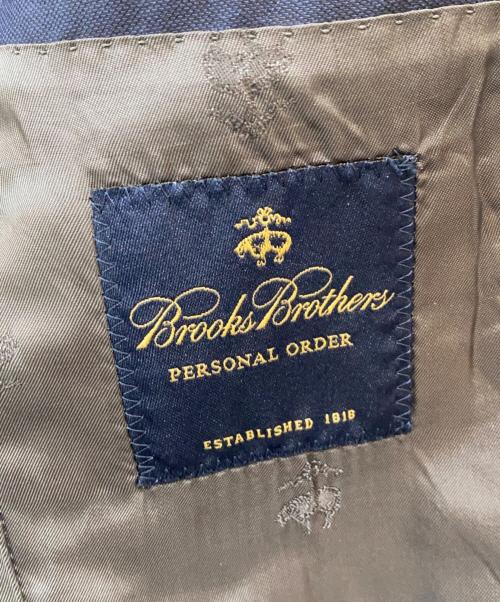 Brooks Brothers
PERSONAL ORDER
ESTABLISHED 1818